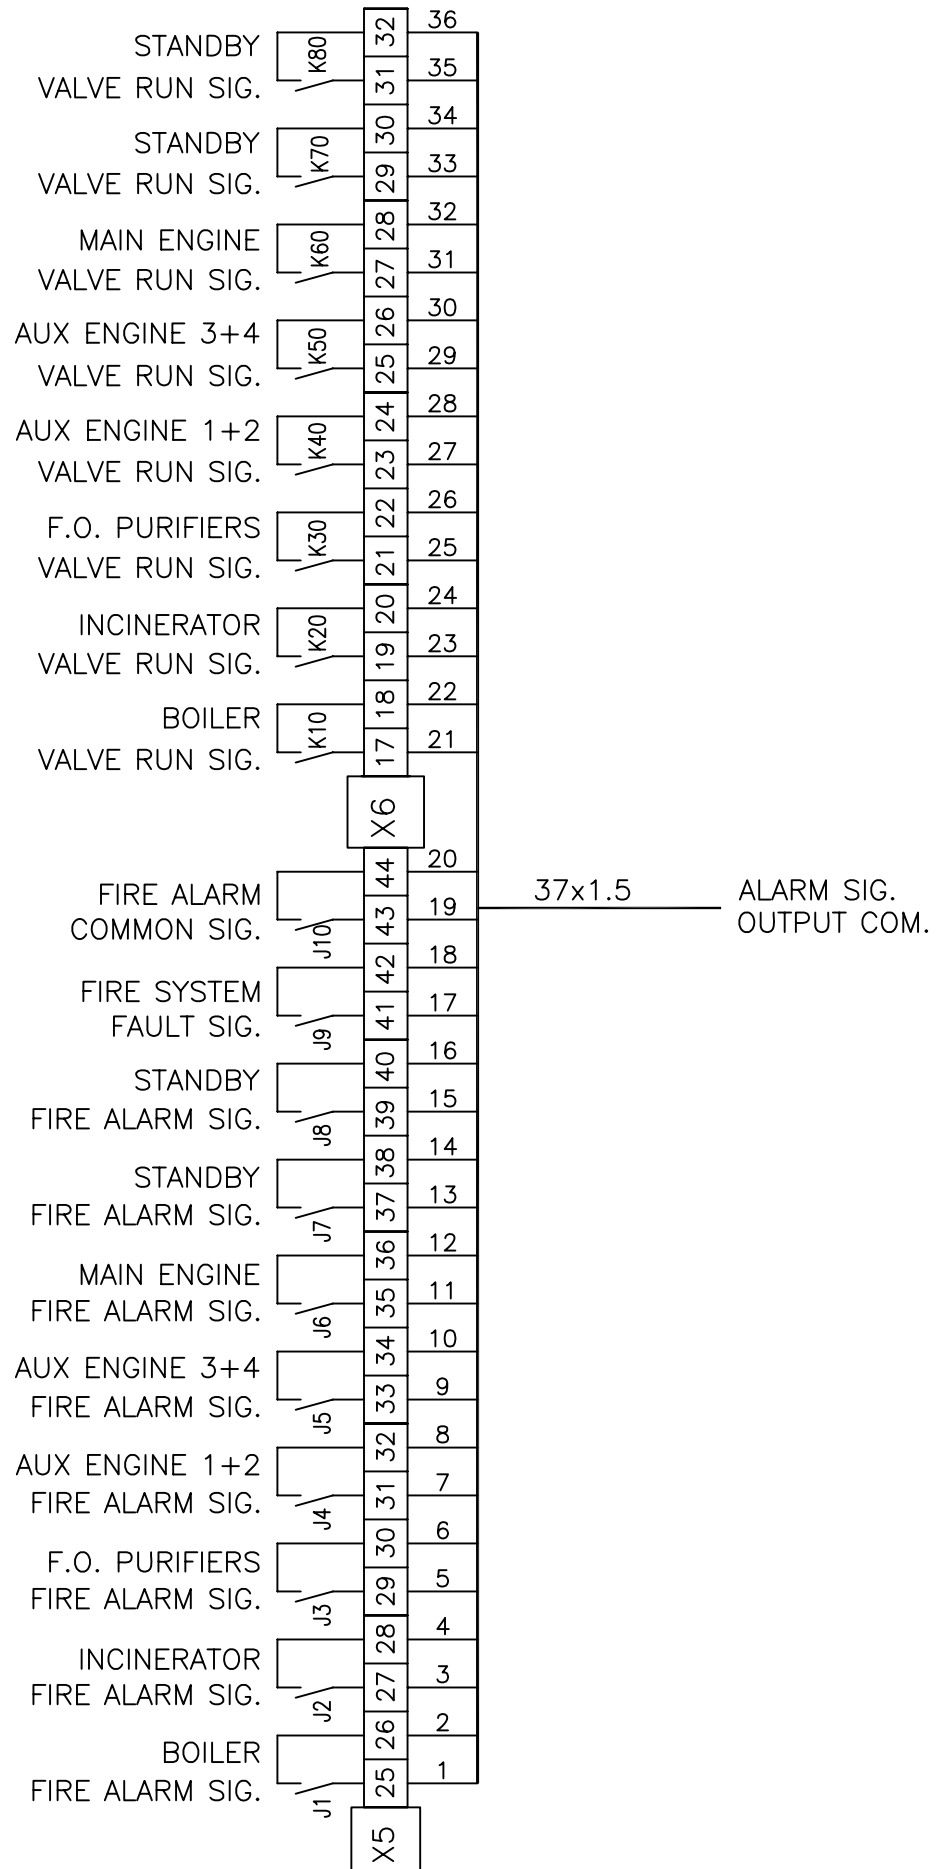 32 36
STANDBY K80
31 35
VALVE RUN SIG.
30 34
STANDBY K70
29 33
VALVE RUN SIG.
28 32
MAIN ENGINE K60
27 31
VALVE RUN SIG.
26 30
AUX ENGINE 3+4 K50
25 29
VALVE RUN SIG.
24 28
AUX ENGINE 1+2 K40
23 27
VALVE RUN SIG.
22 26
F.O. PURIFIERS K30
21 25
VALVE RUN SIG.
20 24
INCINERATOR K20
19 23
VALVE RUN SIG.
18 22
BOILER K10
17 21
VALVE RUN SIG.
X6
44 20
FIRE ALARM
43 19
COMMON SIG. J10
37x1.5
ALARM SIG.
OUTPUT COM.
42 18
FIRE SYSTEM
41 17
FAULT SIG. J9
40 16
STANDBY
39 15
FIRE ALARM SIG. J8
38 14
STANDBY
37 13
FIRE ALARM SIG. J7
36 12
MAIN ENGINE
35 11
FIRE ALARM SIG. J6
34 10
AUX ENGINE 3+4
33 9
FIRE ALARM SIG. J5
32 8
AUX ENGINE 1+2
31 7
FIRE ALARM SIG. J4
30 6
F.O. PURIFIERS
29 5
FIRE ALARM SIG. J3
28 4
INCINERATOR
27 3
FIRE ALARM SIG. J2
26 2
BOILER
25 1
FIRE ALARM SIG. J1
X5